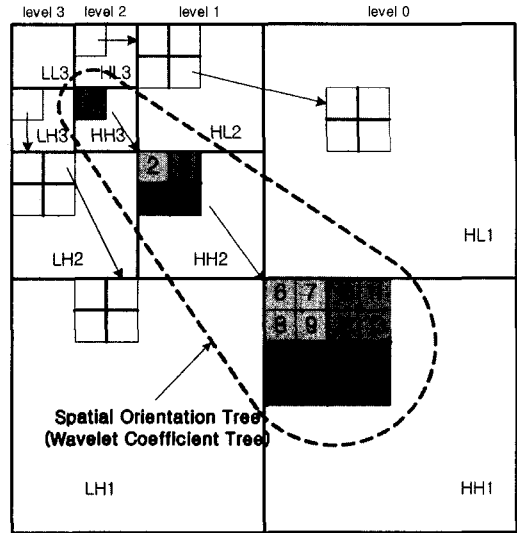 level 3 level 2 level 1 level 0
LL3 HL3
LH3 HH3 HL2
2
HL1
LH2 HH2
6 7
8 9
Spatial Orientation Tree
(Wavelet Coefficient Tree)
LH1 HH1